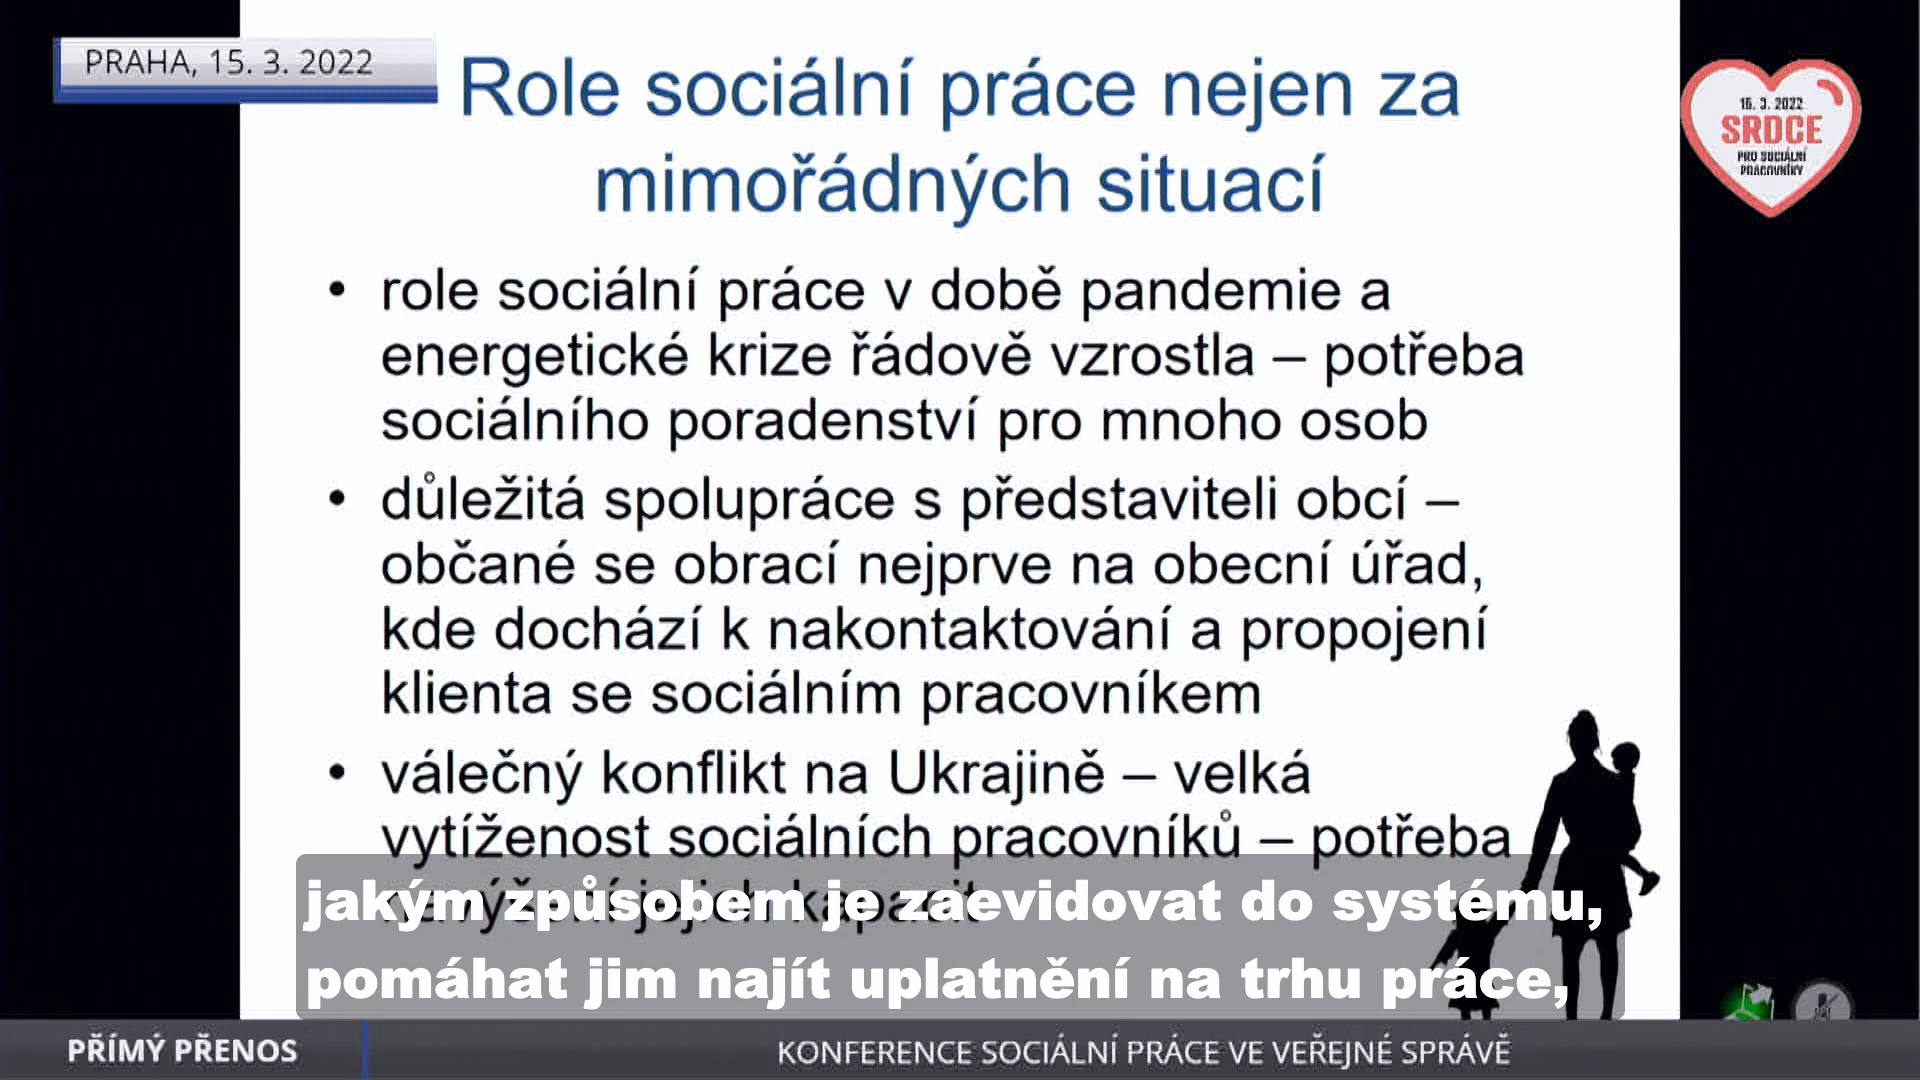 PRAHA, 15. 3. 2022
Role sociální práce nejen za
mimořádných situací
15. 3. 2022
SRDCE
PRO SOCIÁLNÍ
PRACOVNÍKY
• role sociální práce v době pandemie a
energetické krize řádově vzrostla – potřeba
sociálního poradenství pro mnoho osob
• důležitá spolupráce s představiteli obcí –
občané se obrací nejprve na obecní úřad,
kde dochází k nakontaktování a propojení
klienta se sociálním pracovníkem
• válečný konflikt na Ukrajině – velká
vytíženost sociálních pracovníků – potřeba
jejich kapacit
jakým způsobem je zaevidovat do systému,
pomáhat jim najít uplatnění na trhu práce,
PŘÍMÝ PŘENOS
KONFERENCE SOCIÁLNÍ PRÁCE VE VEŘEJNÉ SPRÁVĚ